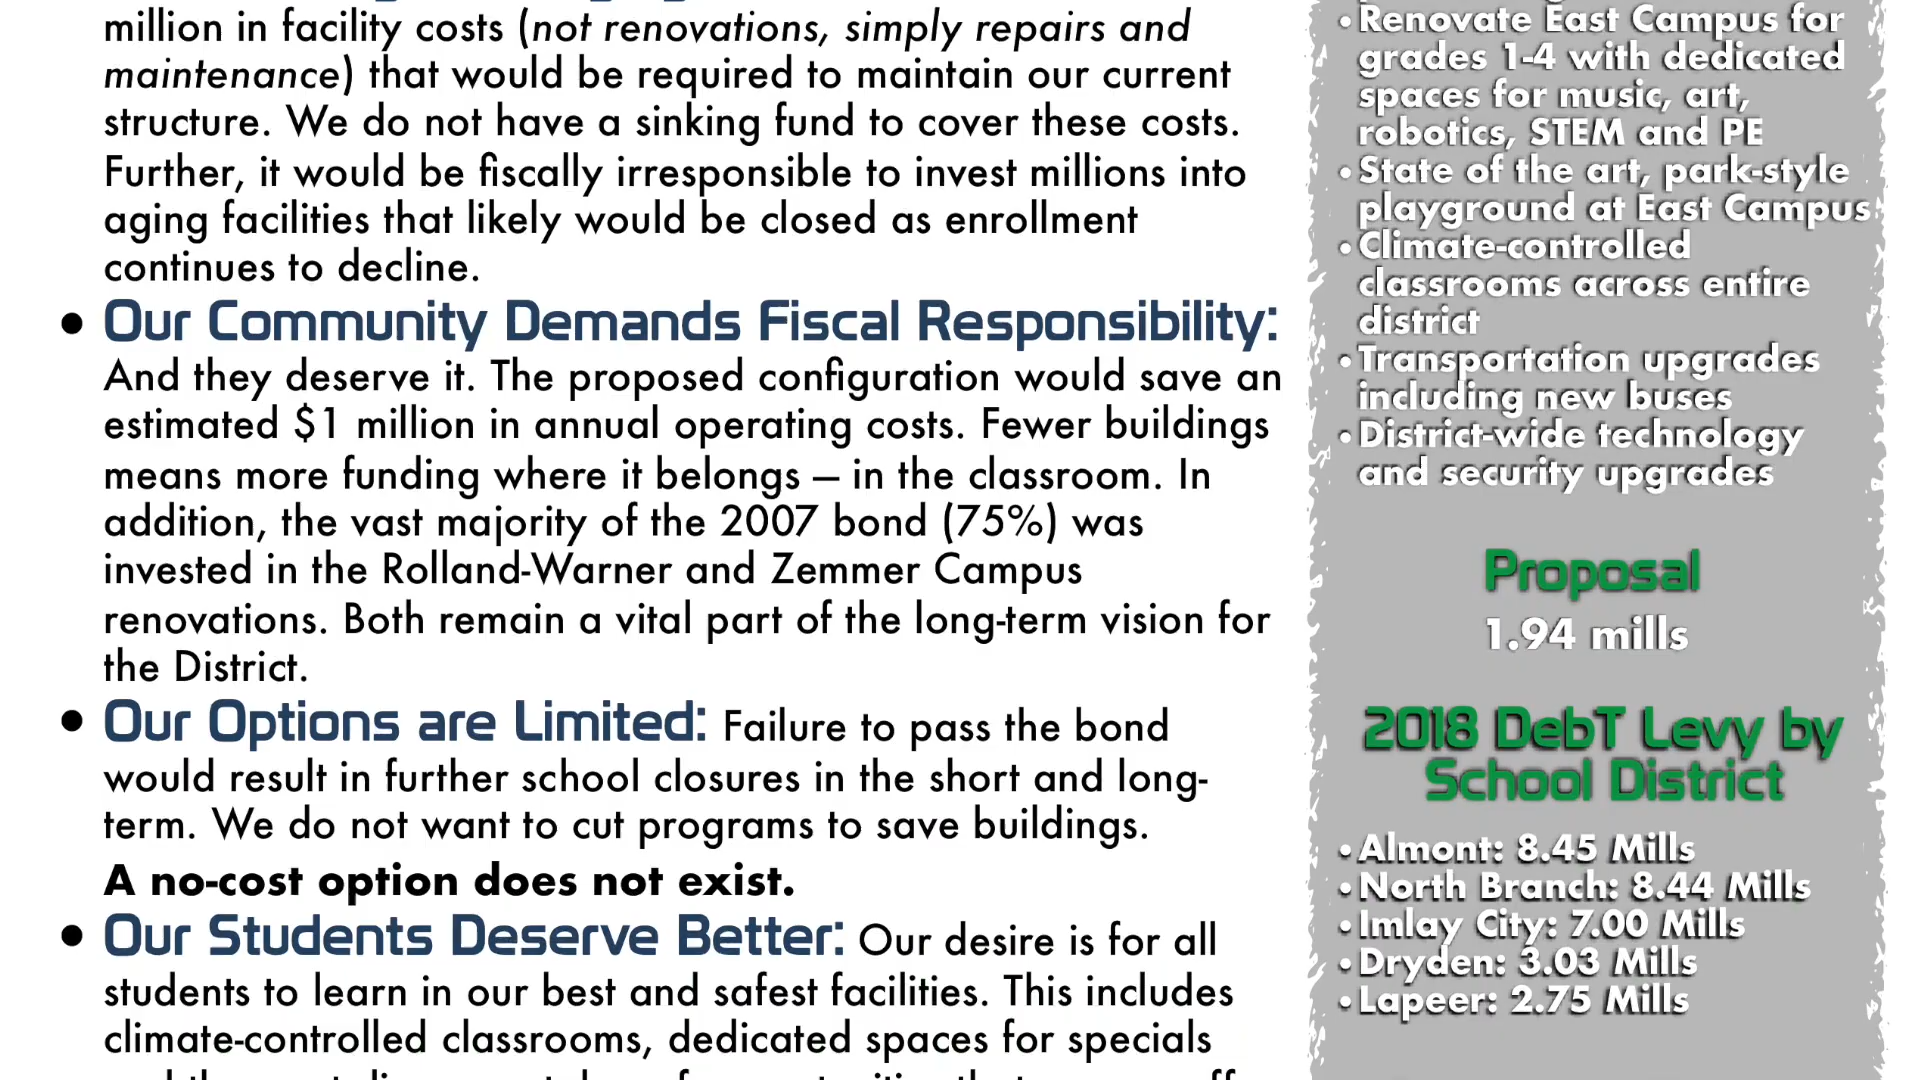 million in facility costs (not renovations, simply repairs and
maintenance) that would be required to maintain our current
structure. We do not have a sinking fund to cover these costs.
Further, it would be fiscally irresponsible to invest millions into
aging facilities that likely would be closed as enrollment
continues to decline.
• Our Community Demands Fiscal Responsibility:
And they deserve it. The proposed configuration would save an
estimated $1 million in annual operating costs. Fewer buildings
means more funding where it belongs – in the classroom. In
addition, the vast majority of the 2007 bond (75%) was
invested in the Rolland-Warner and Zemmer Campus
renovations. Both remain a vital part of the long-term vision for
the District.
• Our Options are Limited: Failure to pass the bond
would result in further school closures in the short and long-
term. We do not want to cut programs to save buildings.
A no-cost option does not exist.
• Our Students Deserve Better: Our desire is for all
students to learn in our best and safest facilities. This includes
climate-controlled classrooms, dedicated spaces for specials
• Renovate East Campus for
grades 1-4 with dedicated
spaces for music, art,
robotics, STEM and PE
• State of the art, park-style
playground at East Campus
• Climate-controlled
classrooms across entire
district
• Transportation upgrades
including new buses
• District-wide technology
and security upgrades
Proposal
1.94 mills
2018 DebT Levy by
School District
• Almont: 8.45 Mills
• North Branch: 8.44 Mills
• Imlay City: 7.00 Mills
• Dryden: 3.03 Mills
• Lapeer: 2.75 Mills